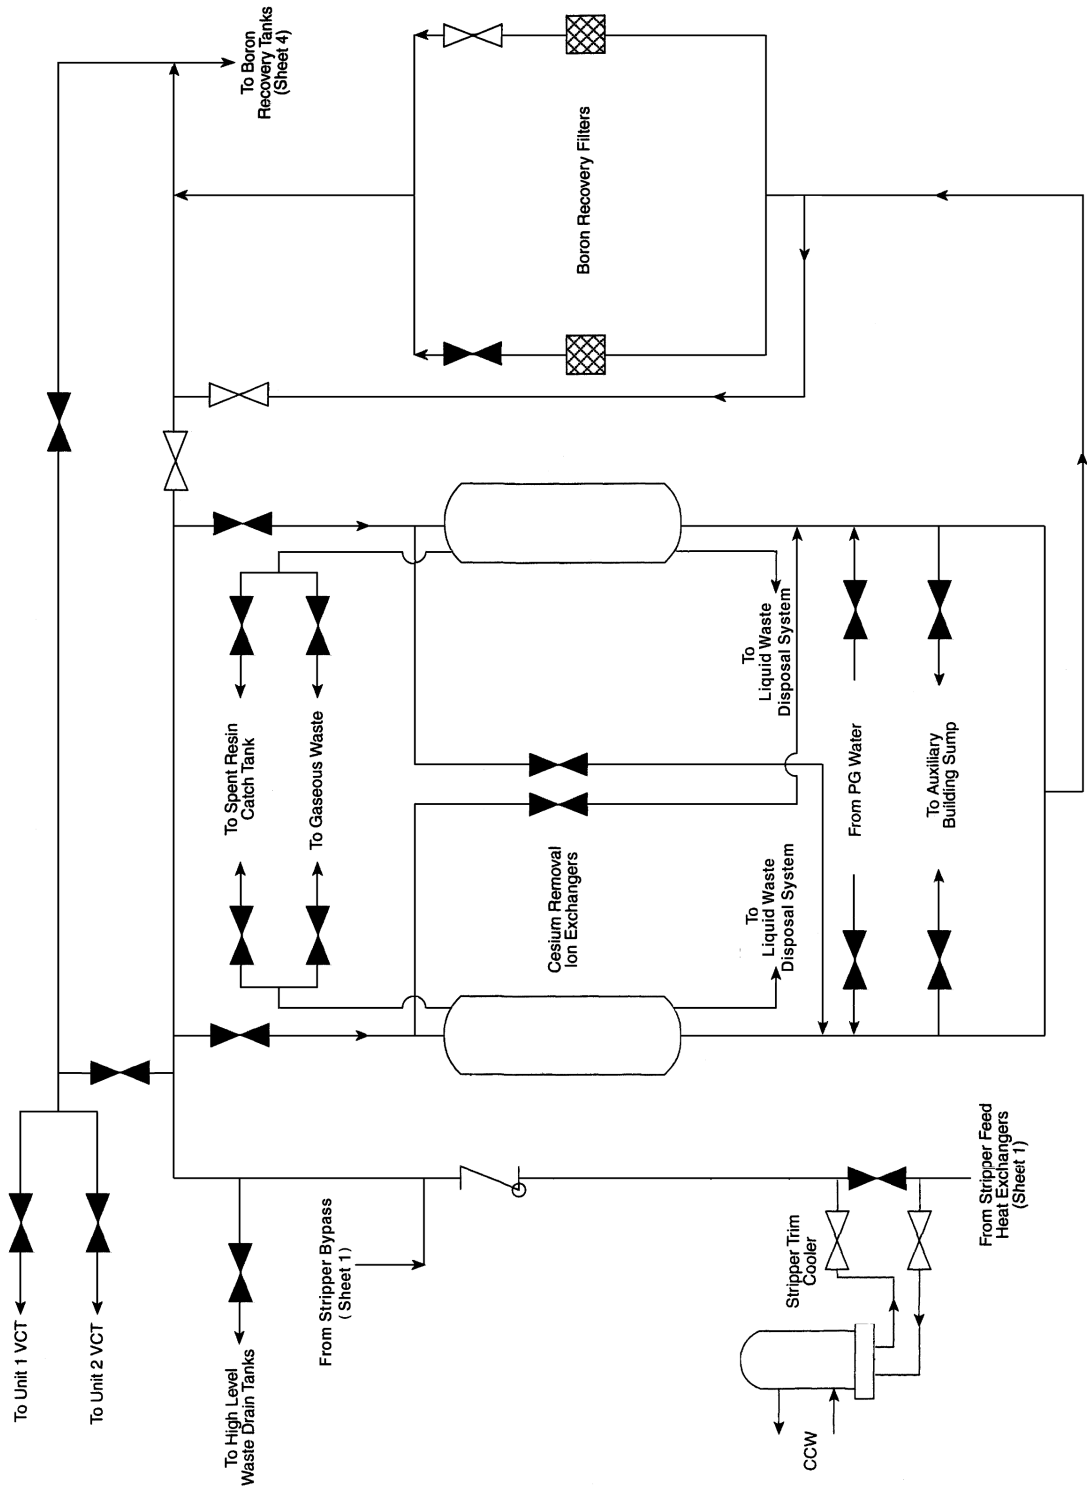 To Boron
Recovery Tanks
(Sheet 4)
Boron Recovery Filters
To Spent Resin
Catch Tank
To Gaseous Waste
Cesium Removal
Ion Exchangers
To
Liquid Waste
Disposal System
To
Liquid Waste
Disposal System
From PG Water
To Auxiliary
Building Sump
To Unit 1 VCT
To Unit 2 VCT
To High Level
Waste Drain Tanks
From Stripper Bypass
( Sheet 1 )
Stripper Trim
Cooler
CCW
From Stripper Feed
Heat Exchangers
(Sheet 1)